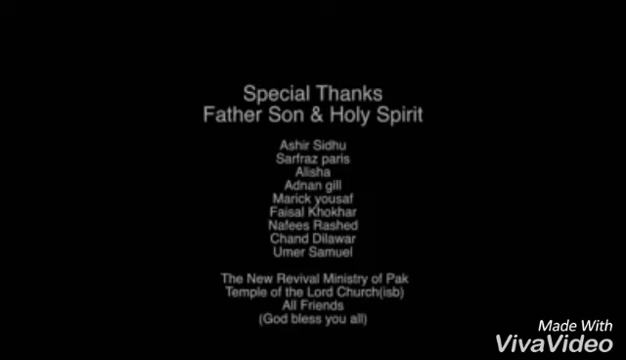 Special Thanks
Father Son & Holy Spirit
Ashir Sidhu
Sarfraz paris
Alisha
Adnan gill
Marick yousaf
Faisal Khokhar
Nafees Rashed
Chand Dilawar
Umer Samuel
The New Revival Ministry of Pak
Temple of the Lord Church(isb)
All Friends
(God bless you all)
Made With
VivaVideo